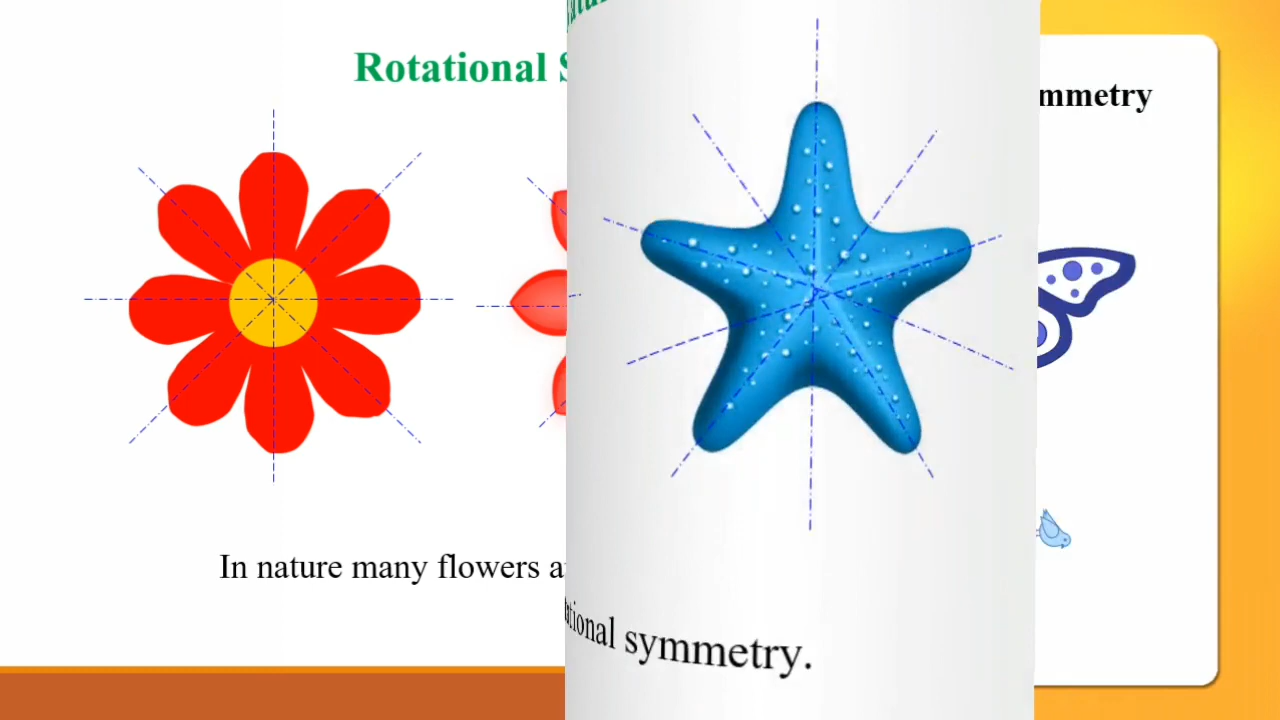 Rotational
mmetry
In nature many flowers a
tional symmetry.